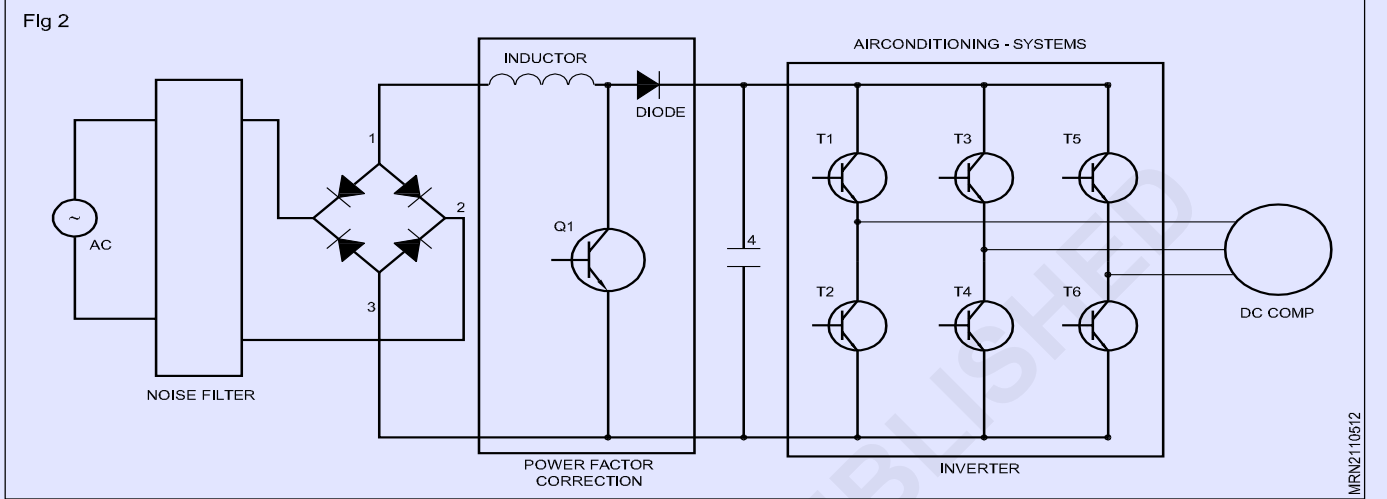 FIg 2
AIRCONDITIONING - SYSTEMS
INDUCTOR
DIODE
T1
T3
T5
1
2
Q1
4
~
AC
3
T2
T4
T6
DC COMP
NOISE FILTER
POWER FACTOR
CORRECTION
INVERTER
MRN2110512
BLISHED